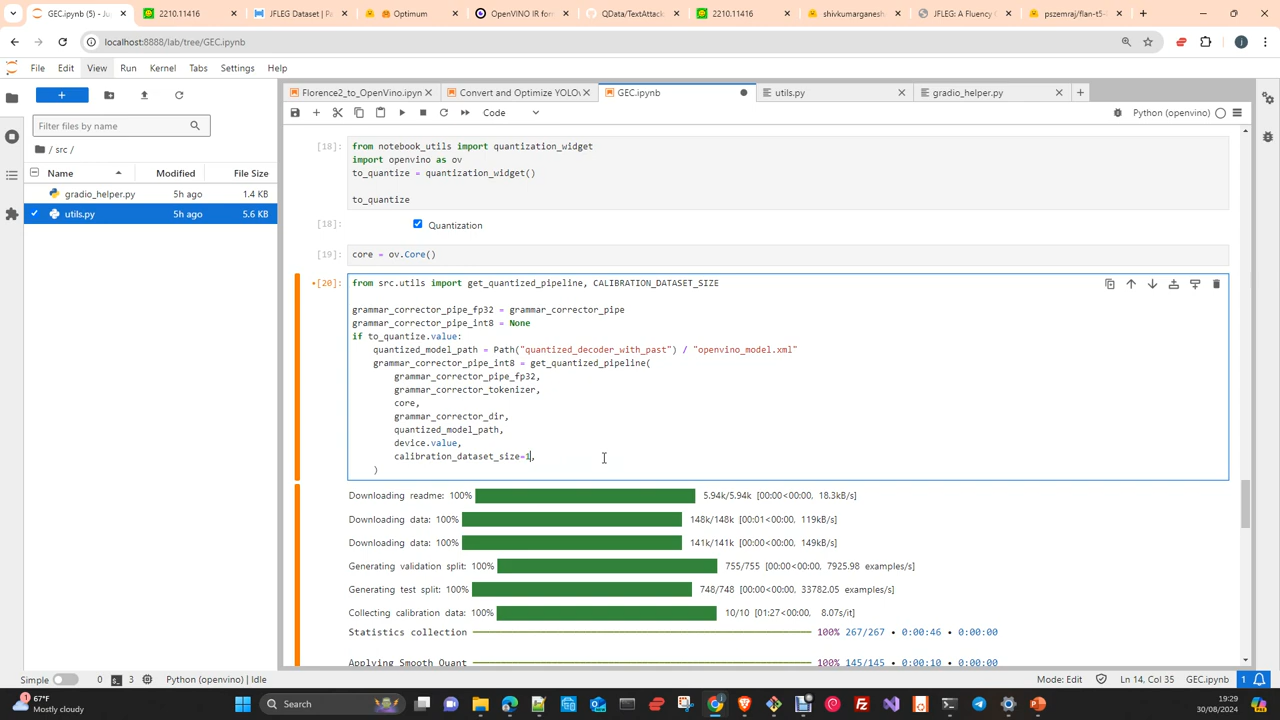 GEC.ipynb (5) - Jup
2210.11416
JFLEG Dataset | Pa
Optimum
OpenVINO IR form
QData/TextAttack
2210.11416
shivkumarganesh
JFLEG: A Fluency C
pszemraj/flan-t5-
localhost:8888/lab/tree/GEC.ipynb
File Edit View Run Kernel Tabs Settings Help
Florence2_to_OpenVino.ipynb
Convert and Optimize YOLOv
GEC.ipynb
utils.py
gradio_helper.py
Filter files by name
/ src /
Name Modified File Size
gradio_helper.py 5h ago 1.4 KB
utils.py 5h ago 5.6 KB
Code
Python (openvino)
[18]: from notebook_utils import quantization_widget
import openvino as ov
to_quantize = quantization_widget()
to_quantize
[18]: Quantization
[19]: core = ov.Core()
•[20]: from src.utils import get_quantized_pipeline, CALIBRATION_DATASET_SIZE
grammar_corrector_pipe_fp32 = grammar_corrector_pipe
grammar_corrector_pipe_int8 = None
if to_quantize.value:
quantized_model_path = Path("quantized_decoder_with_past") / "openvino_model.xml"
grammar_corrector_pipe_int8 = get_quantized_pipeline(
grammar_corrector_pipe_fp32,
grammar_corrector_tokenizer,
core,
grammar_corrector_dir,
quantized_model_path,
device.value,
calibration_dataset_size=1,
)
Downloading readme: 100% 5.94k/5.94k [00:00<00:00, 18.3kB/s]
Downloading data: 100% 148k/148k [00:01<00:00, 119kB/s]
Downloading data: 100% 141k/141k [00:00<00:00, 149kB/s]
Generating validation split: 100% 755/755 [00:00<00:00, 7925.98 examples/s]
Generating test split: 100% 748/748 [00:00<00:00, 33782.05 examples/s]
Collecting calibration data: 100% 10/10 [01:27<00:00, 8.07s/it]
Statistics collection 100% 267/267 • 0:00:46 • 0:00:00
Applying Smooth Quant 100% 145/145 • 0:00:10 • 0:00:00
Simple 0 3 Python (openvino) | Idle Mode: Edit Ln 14, Col 35 GEC.ipynb 1
67°F
Mostly cloudy
Search
19:29
30/08/2024